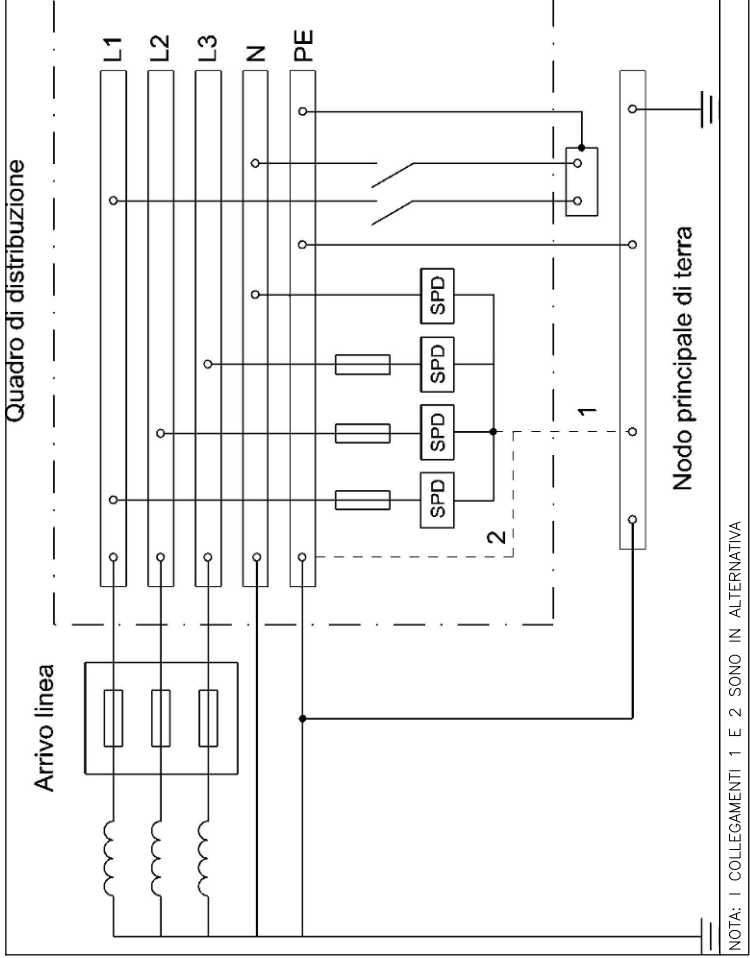 Quadro di distribuzione
Arrivo linea
L1
L2
L3
N
PE
SPD
SPD
SPD
SPD
2
1
Nodo principale di terra
NOTA: I COLLEGAMENTI 1 E 2 SONO IN ALTERNATIVA